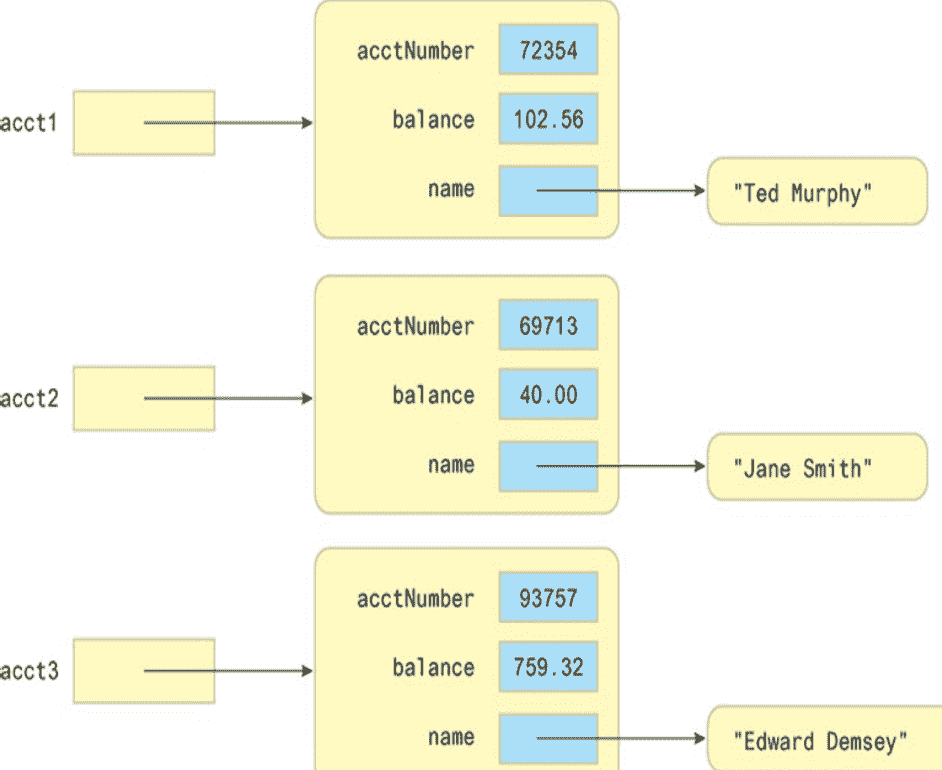 acctNumber 72354
acct1 balance 102.56
name "Ted Murphy"
acctNumber 69713
acct2 balance 40.00
name "Jane Smith"
acctNumber 93757
acct3 balance 759.32
name "Edward Demsey"